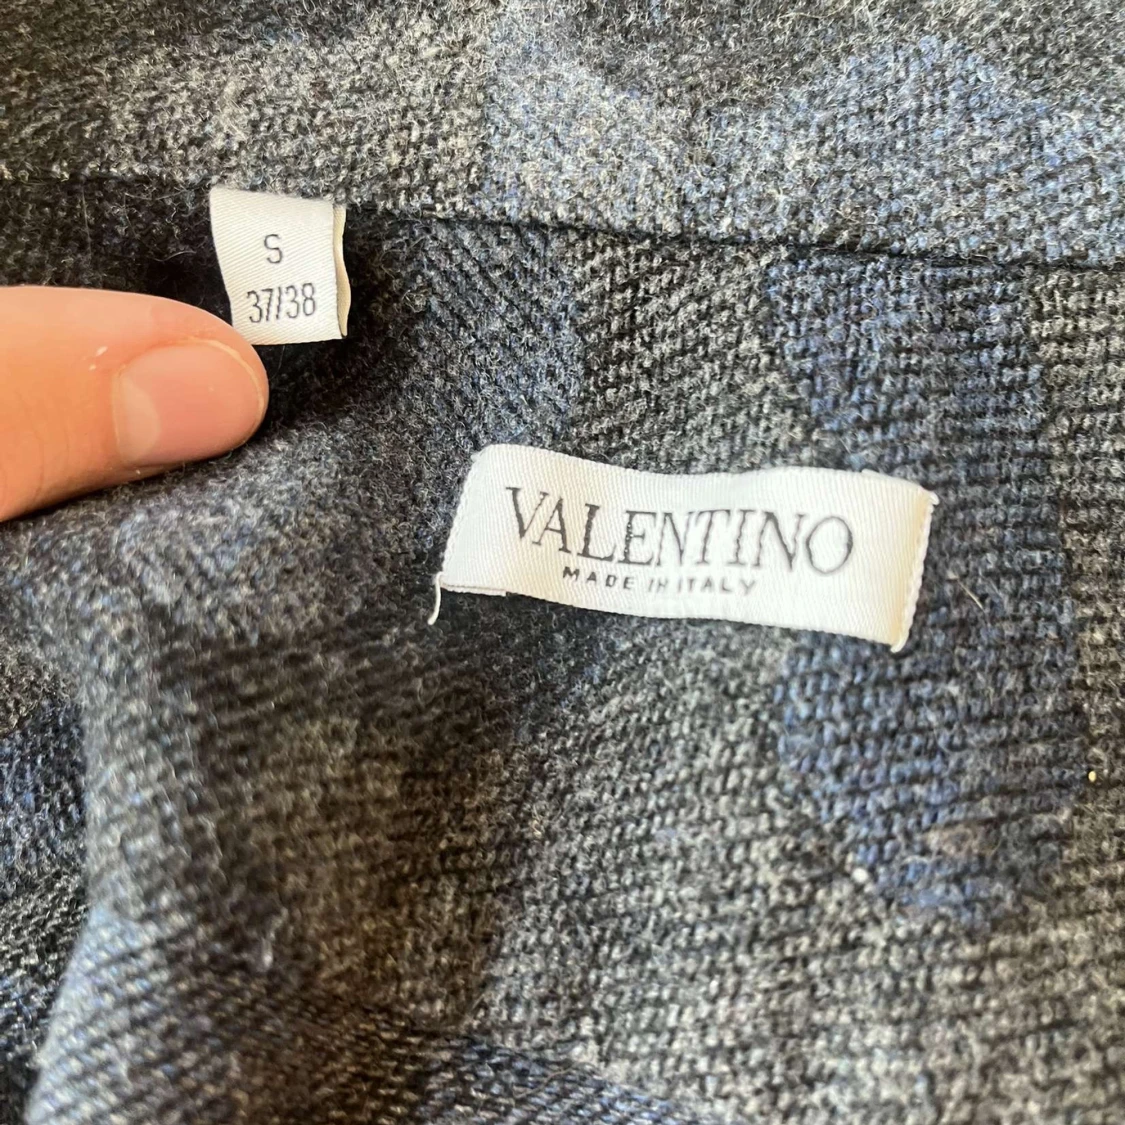 S
37/38
VALENTINO
MADE IN ITALY